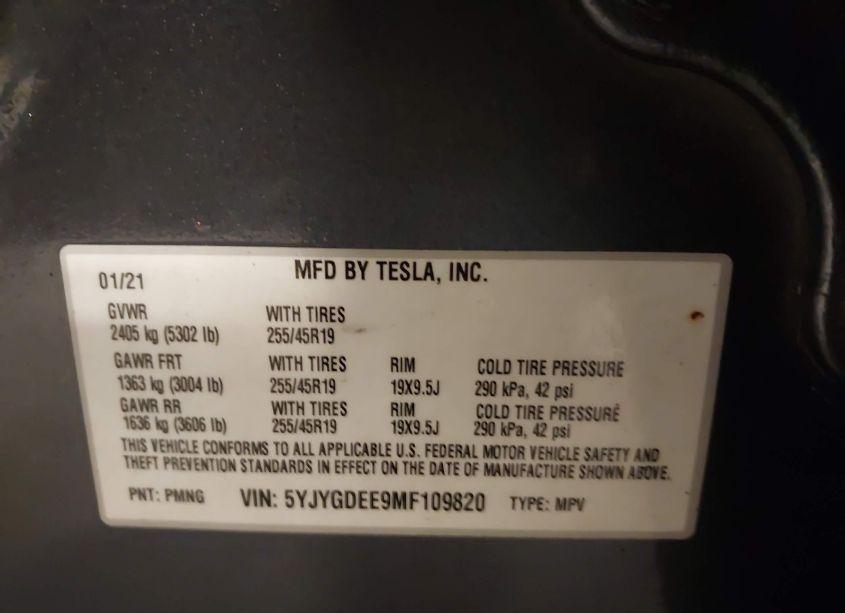 01/21 MFD BY TESLA, INC.
GVWR WITH TIRES
2405 kg (5302 lb) 255/45R19
GAWR FRT WITH TIRES RIM COLD TIRE PRESSURE
1363 kg (3004 lb) 255/45R19 19X9.5J 290 kPa, 42 psi
GAWR RR WITH TIRES RIM COLD TIRE PRESSURE
1636 kg (3606 lb) 255/45R19 19X9.5J 290 kPa, 42 psi
THIS VEHICLE CONFORMS TO ALL APPLICABLE U.S. FEDERAL MOTOR VEHICLE SAFETY AND
THEFT PREVENTION STANDARDS IN EFFECT ON THE DATE OF MANUFACTURE SHOWN ABOVE.
PNT: PMNG VIN: 5YJYGDEE9MF109820 TYPE: MPV